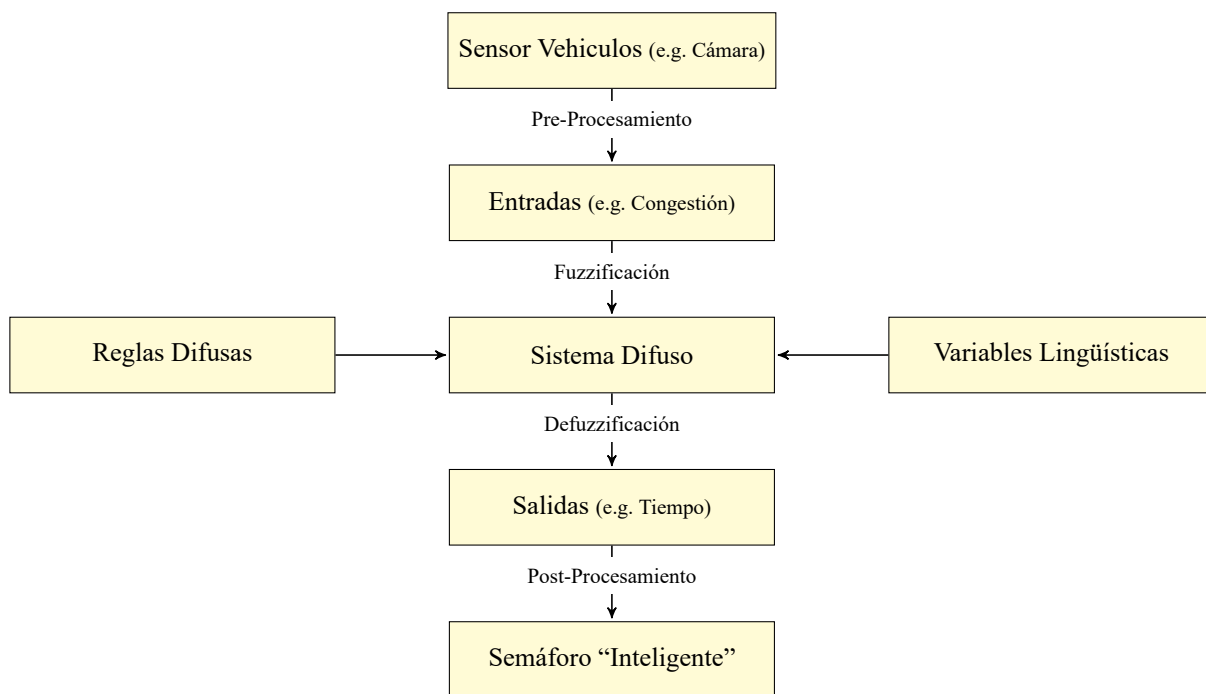 Sensor Vehiculos (e.g. Cámara)
Pre-Procesamiento
Entradas (e.g. Congestión)
Fuzzificación
Reglas Difusas
Sistema Difuso
Variables Lingüísticas
Defuzzificación
Salidas (e.g. Tiempo)
Post-Procesamiento
Semáforo “Inteligente”